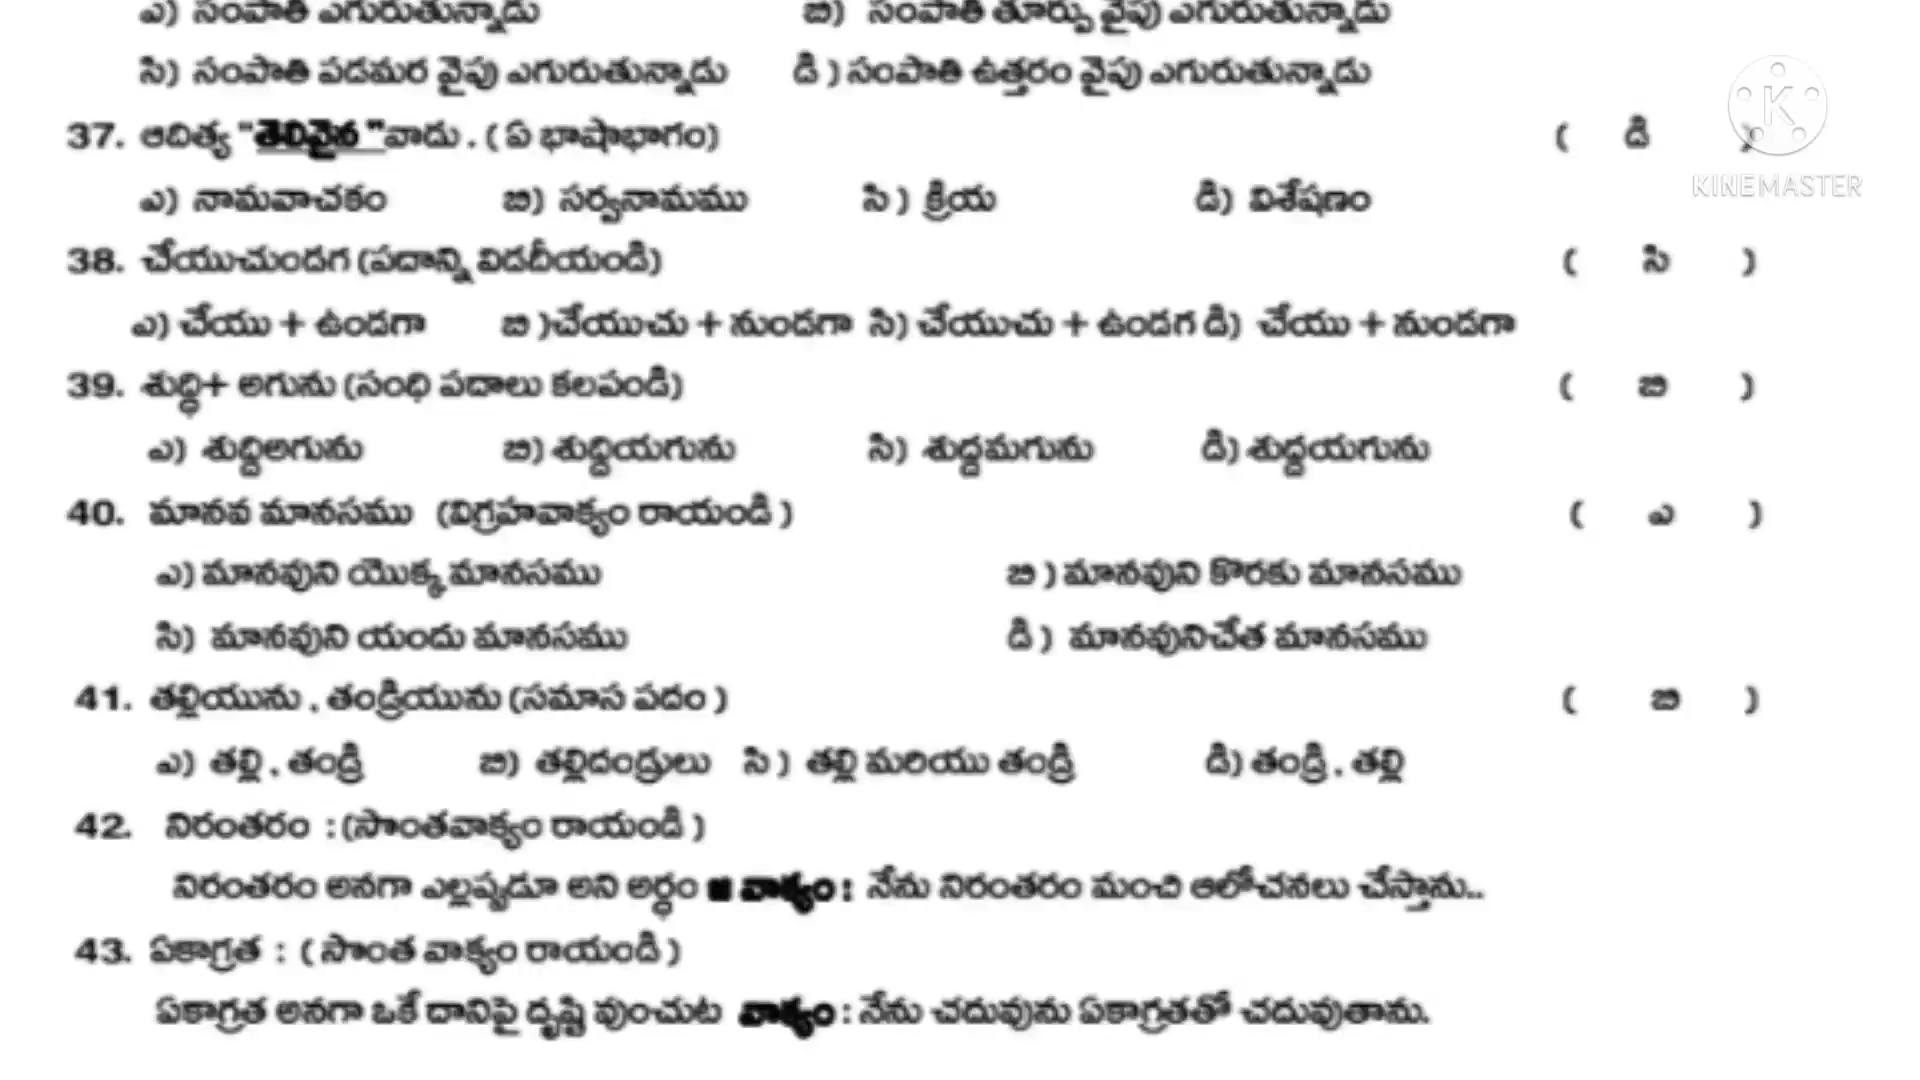 ఎ) సంపాతి ఎగురుతున్నాడు బి) సంపాతి తూర్పు వైపు ఎగురుతున్నాడు
సి) సంపాతి పడమర వైపు ఎగురుతున్నాడు డి ) సంపాతి ఉత్తరం వైపు ఎగురుతున్నాడు
37. ఆదిత్య "తెలివైన "వాడు . ( ఏ భాషాభాగం) ( డి )
ఎ) నామవాచకం బి) సర్వనామము సి ) క్రియ డి) విశేషణం
38. చేయుచుండగ (పదాన్ని విడదీయండి) ( సి )
ఎ) చేయు + ఉండగా బి )చేయుచు + నుండగా సి) చేయుచు + ఉండగ డి) చేయు + నుండగా
39. శుద్ధి+ అగును (సంధి పదాలు కలపండి) ( బి )
ఎ) శుద్దిఅగును బి) శుద్దియగును సి) శుద్దమగును డి) శుద్దయగును
40. మానవ మానసము (విగ్రహవాక్యం రాయండి ) ( ఎ )
ఎ) మానవుని యొక్క మానసము బి ) మానవుని కొరకు మానసము
సి) మానవుని యందు మానసము డి ) మానవునిచేత మానసము
41. తల్లియును , తండ్రియును (సమాస పదం ) ( బి )
ఎ) తల్లి , తండ్రి బి) తల్లిదండ్రులు సి ) తల్లి మరియు తండ్రి డి) తండ్రి , తల్లి
42. నిరంతరం : (సొంతవాక్యం రాయండి )
నిరంతరం అనగా ఎల్లప్పుడూ అని అర్ధం వాక్యం : నేను నిరంతరం మంచి ఆలోచనలు చేస్తాను..
43. ఏకాగ్రత : ( సొంత వాక్యం రాయండి )
ఏకాగ్రత అనగా ఒకే దానిపై దృష్టి వుంచుట వాక్యం : నేను చదువును ఏకాగ్రతతో చదువుతాను.
K
KINEMASTER